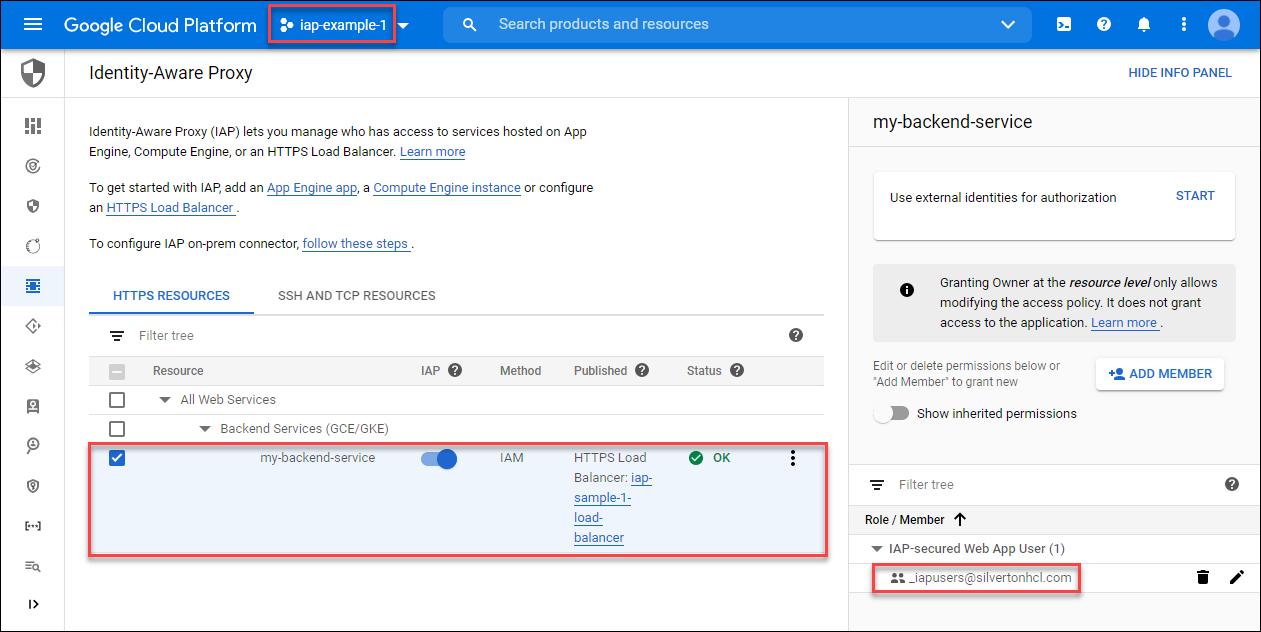 Google Cloud Platform
iap-example-1
Search products and resources
Identity-Aware Proxy
HIDE INFO PANEL
Identity-Aware Proxy (IAP) lets you manage who has access to services hosted on App
Engine, Compute Engine, or an HTTPS Load Balancer. Learn more
To get started with IAP, add an App Engine app, a Compute Engine instance or configure
an HTTPS Load Balancer .
To configure IAP on-prem connector, follow these steps .
HTTPS RESOURCES
SSH AND TCP RESOURCES
Filter tree
Resource
IAP
Method
Published
Status
All Web Services
Backend Services (GCE/GKE)
my-backend-service
IAM
HTTPS Load
Balancer: iap-
sample-1-
load-
balancer
OK
my-backend-service
Use external identities for authorization
START
Granting Owner at the resource level only allows
modifying the access policy. It does not grant
access to the application. Learn more .
Edit or delete permissions below or
"Add Member" to grant new
ADD MEMBER
Show inherited permissions
Filter tree
Role / Member
IAP-secured Web App User (1)
_iapusers@silvertonhcl.com